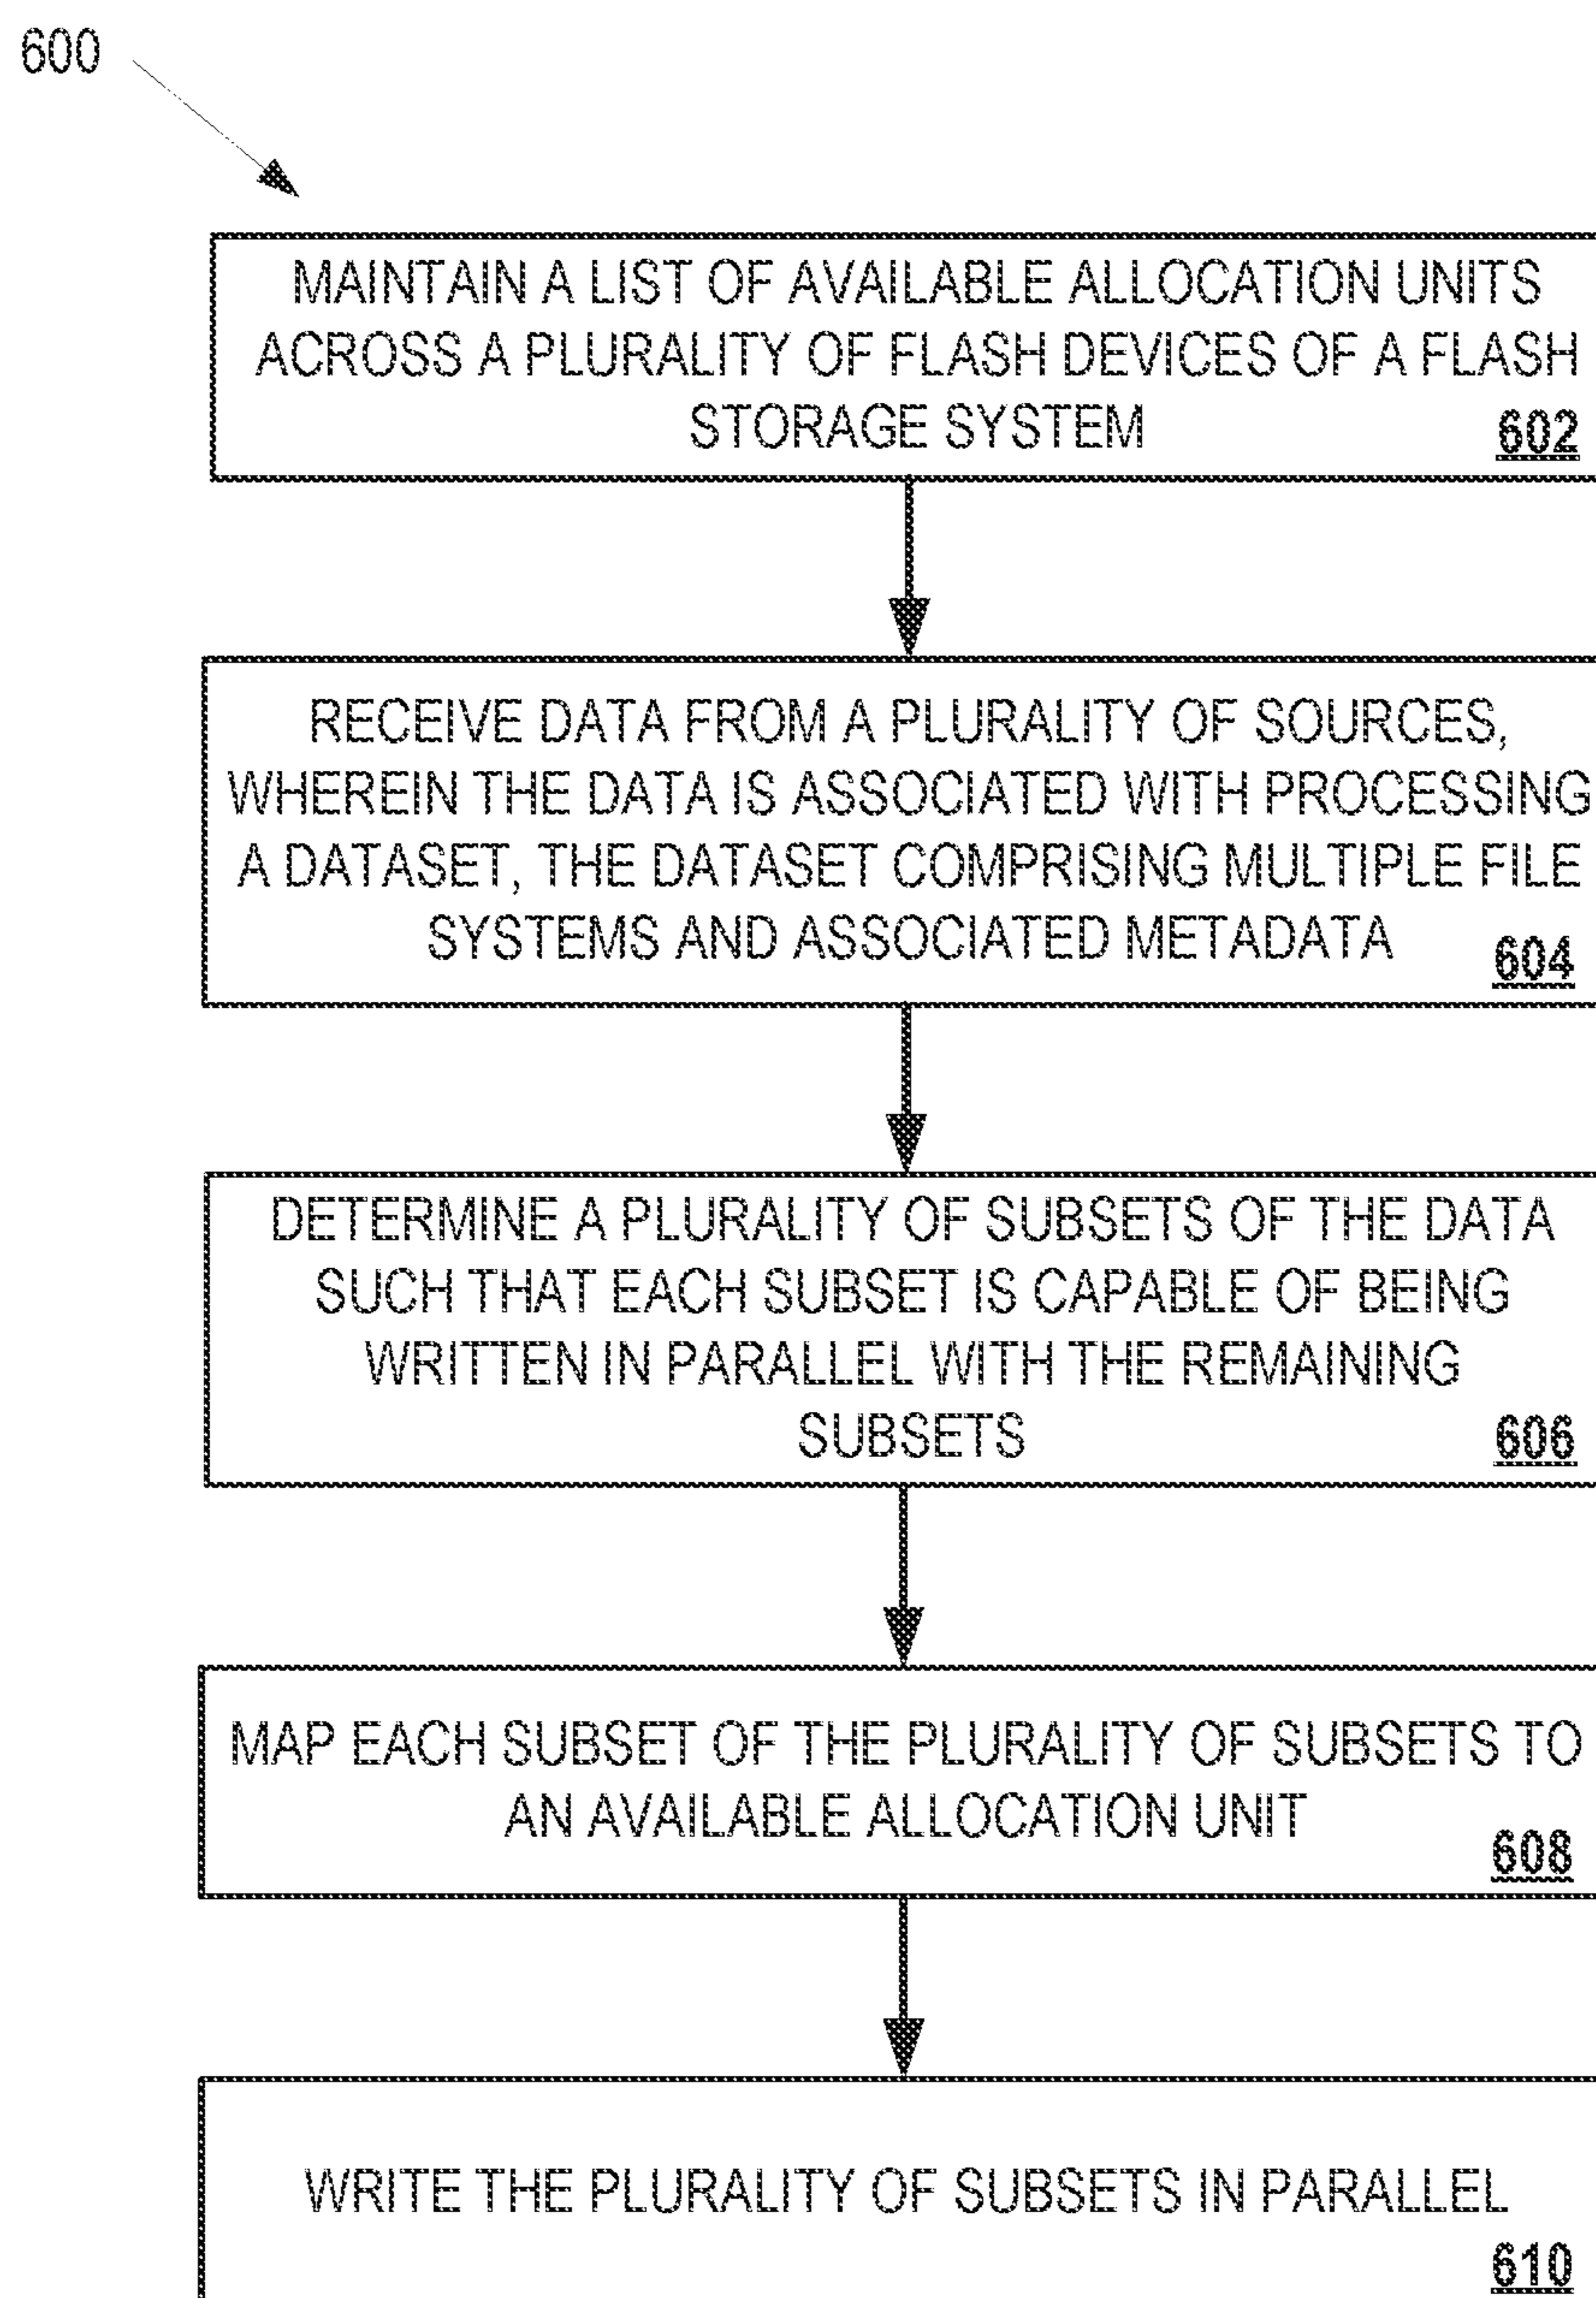 600
MAINTAIN A LIST OF AVAILABLE ALLOCATION UNITS
ACROSS A PLURALITY OF FLASH DEVICES OF A FLASH
STORAGE SYSTEM
602
RECEIVE DATA FROM A PLURALITY OF SOURCES,
WHEREIN THE DATA IS ASSOCIATED WITH PROCESSING
A DATASET, THE DATASET COMPRISING MULTIPLE FILE
SYSTEMS AND ASSOCIATED METADATA
604
DETERMINE A PLURALITY OF SUBSETS OF THE DATA
SUCH THAT EACH SUBSET IS CAPABLE OF BEING
WRITTEN IN PARALLEL WITH THE REMAINING
SUBSETS
606
MAP EACH SUBSET OF THE PLURALITY OF SUBSETS TO
AN AVAILABLE ALLOCATION UNIT
608
WRITE THE PLURALITY OF SUBSETS IN PARALLEL
610